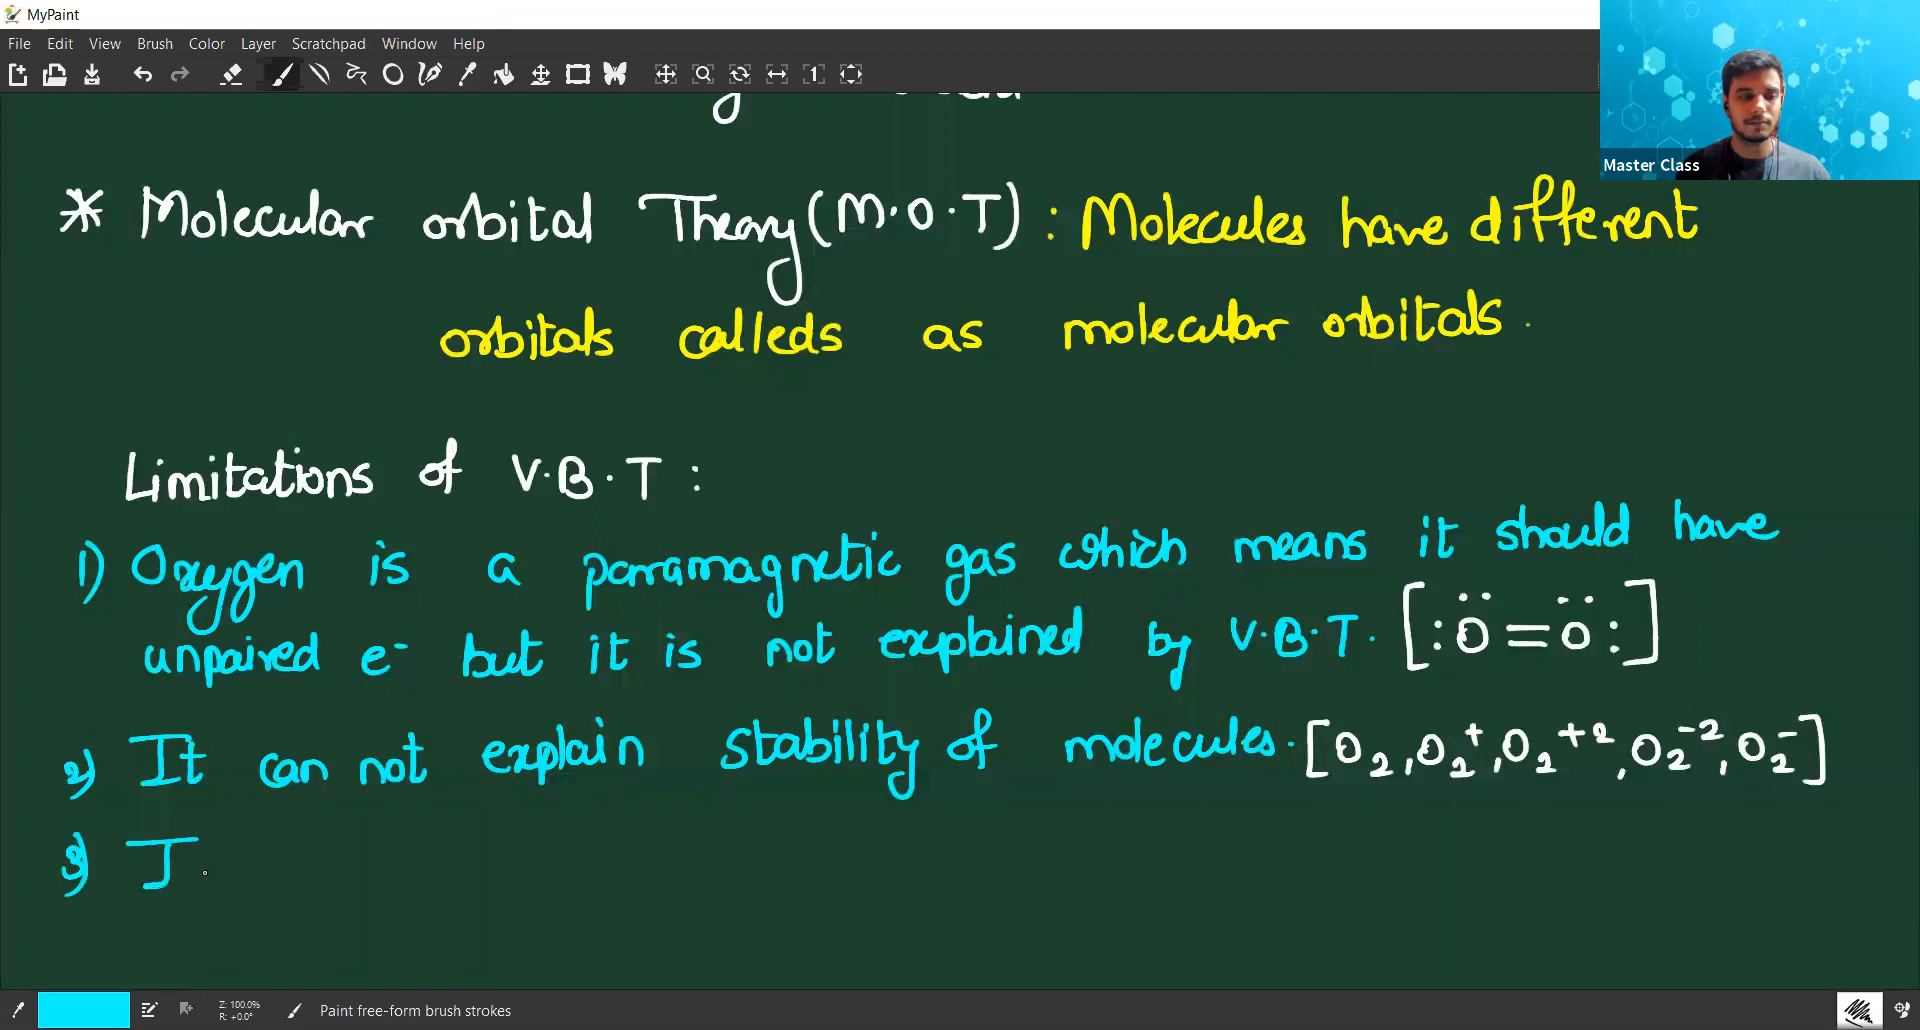 MyPaint
File Edit View Brush Color Layer Scratchpad Window Help
Master Class
* Molecular orbital Theory (M.O.T) : Molecules have different
orbitals calleds as molecular orbitals.
Limitations of V.B.T :
1) Oxygen is a paramagnetic gas which means it should have
unpaired e⁻ but it is not explained by V.B.T. [:Ö=Ö:]
2) It can not explain stability of molecules. [O₂, O₂⁺, O₂⁺², O₂⁻², O₂⁻]
3) I
Z: 100.0%
R: +0.0°
Paint free-form brush strokes